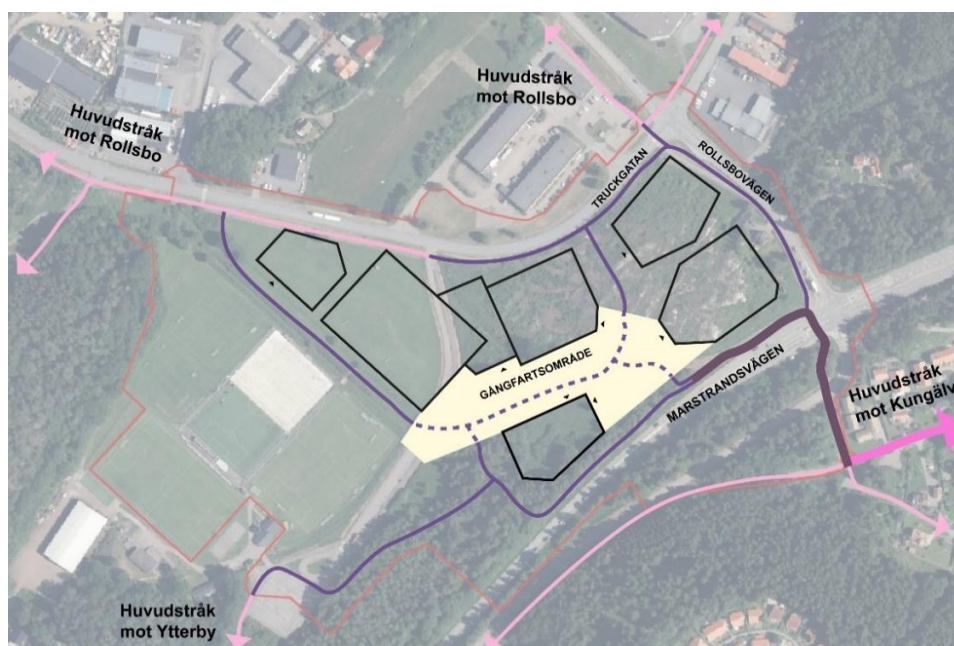 Huvudstråk
mot Rollsbo
Huvudstråk
mot Rollsbo
TRUCKGATAN
ROLLSBOVÄGEN
GÅNGFARTSOMRÅDE
MARSTRANDSVÄGEN
Huvudstråk
mot Kungälv
Huvudstråk
mot Ytterby